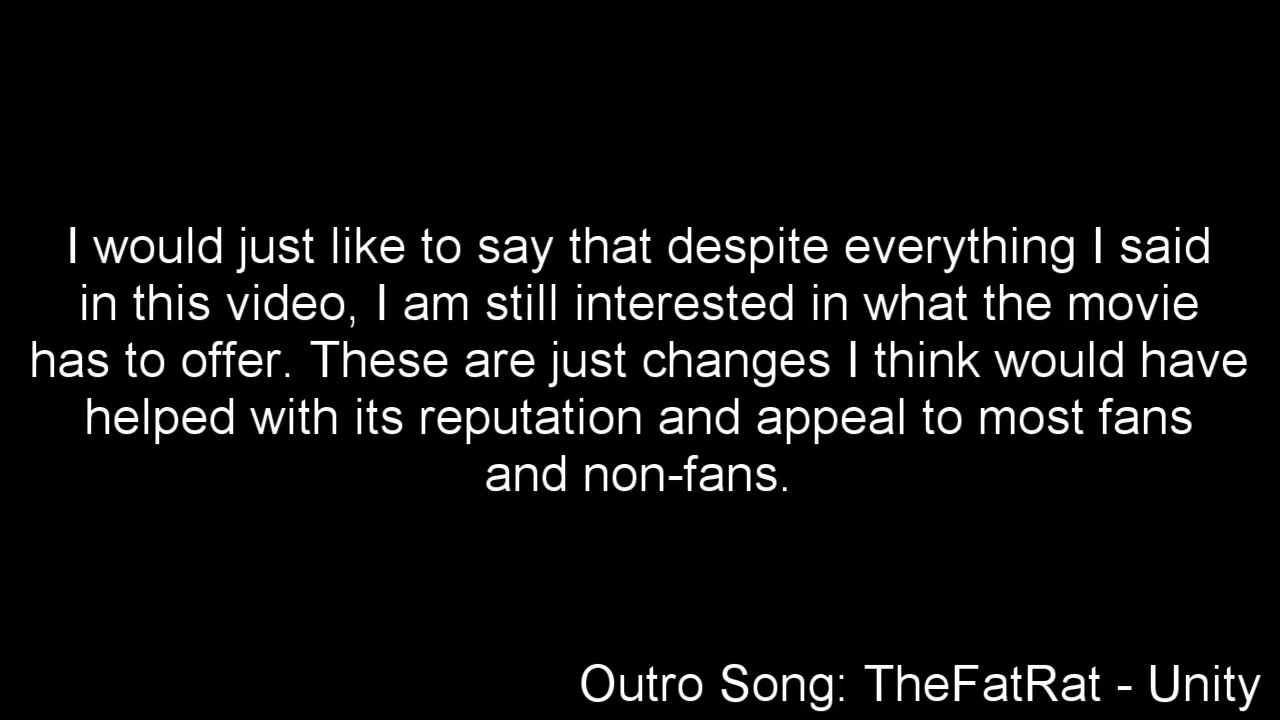 I would just like to say that despite everything I said
in this video, I am still interested in what the movie
has to offer. These are just changes I think would have
helped with its reputation and appeal to most fans
and non-fans.
Outro Song: TheFatRat - Unity